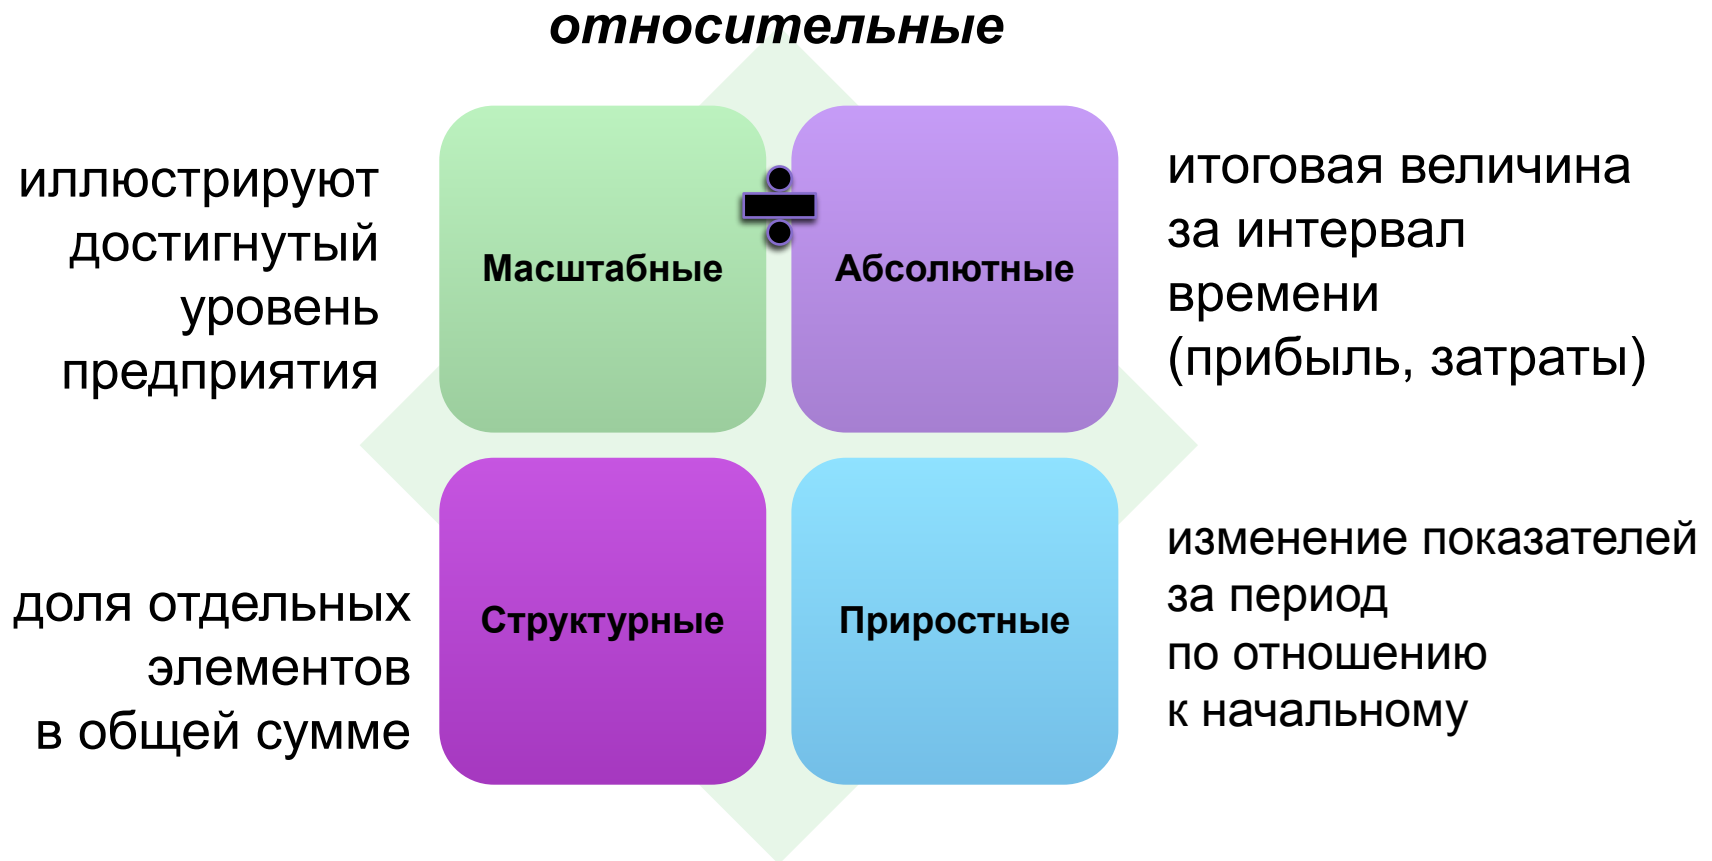 относительные
иллюстрируют
достигнутый
уровень
предприятия
Масштабные
Абсолютные
итоговая величина
за интервал
времени
(прибыль, затраты)
доля отдельных
элементов
в общей сумме
Структурные
Приростные
изменение показателей
за период
по отношению
к начальному